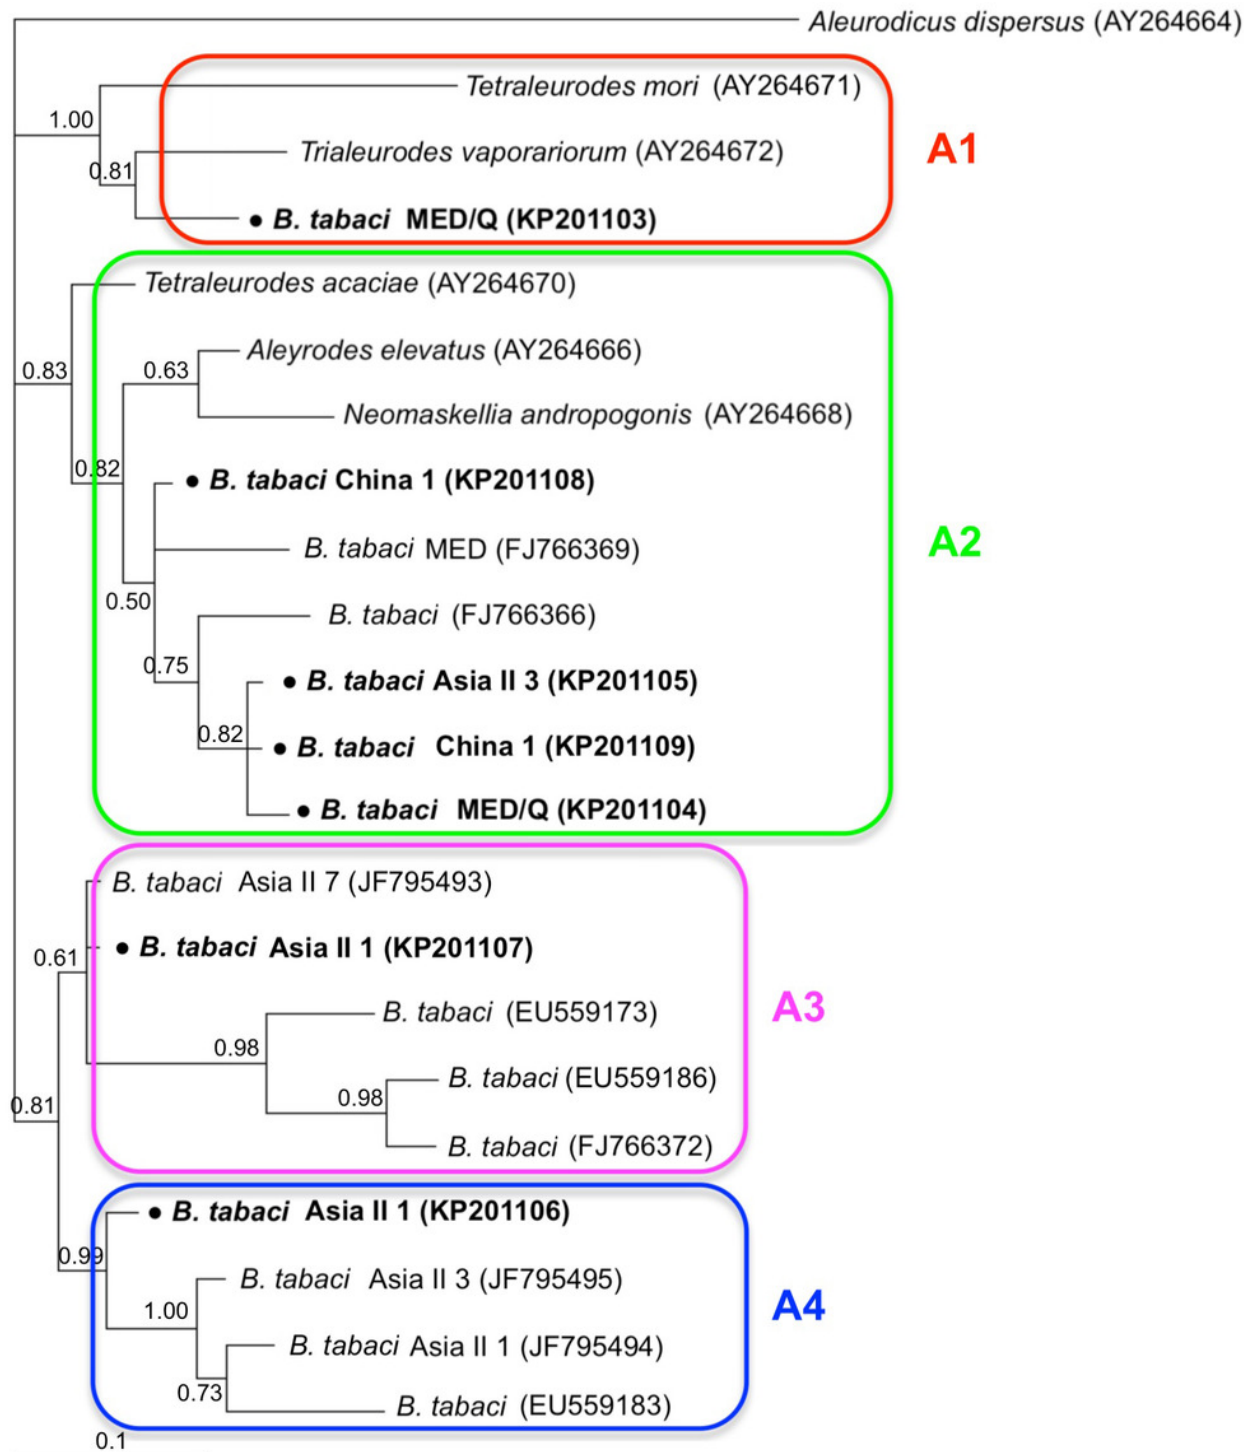 Aleurodicus dispersus (AY264664)
Tetraleurodes mori (AY264671)
1.00
Trialeurodes vaporariorum (AY264672)
A1
0.81
● B. tabaci MED/Q (KP201103)
Tetraleurodes acaciae (AY264670)
Aleyrodes elevatus (AY264666)
0.83
0.63
Neomaskellia andropogonis (AY264668)
0.82
● B. tabaci China 1 (KP201108)
B. tabaci MED (FJ766369)
A2
0.50
B. tabaci (FJ766366)
0.75
● B. tabaci Asia II 3 (KP201105)
0.82
● B. tabaci China 1 (KP201109)
● B. tabaci MED/Q (KP201104)
B. tabaci Asia II 7 (JF795493)
● B. tabaci Asia II 1 (KP201107)
0.61
B. tabaci (EU559173)
A3
0.98
B. tabaci (EU559186)
0.98
0.81
B. tabaci (FJ766372)
● B. tabaci Asia II 1 (KP201106)
0.99
B. tabaci Asia II 3 (JF795495)
1.00
A4
B. tabaci Asia II 1 (JF795494)
0.73
B. tabaci (EU559183)
0.1